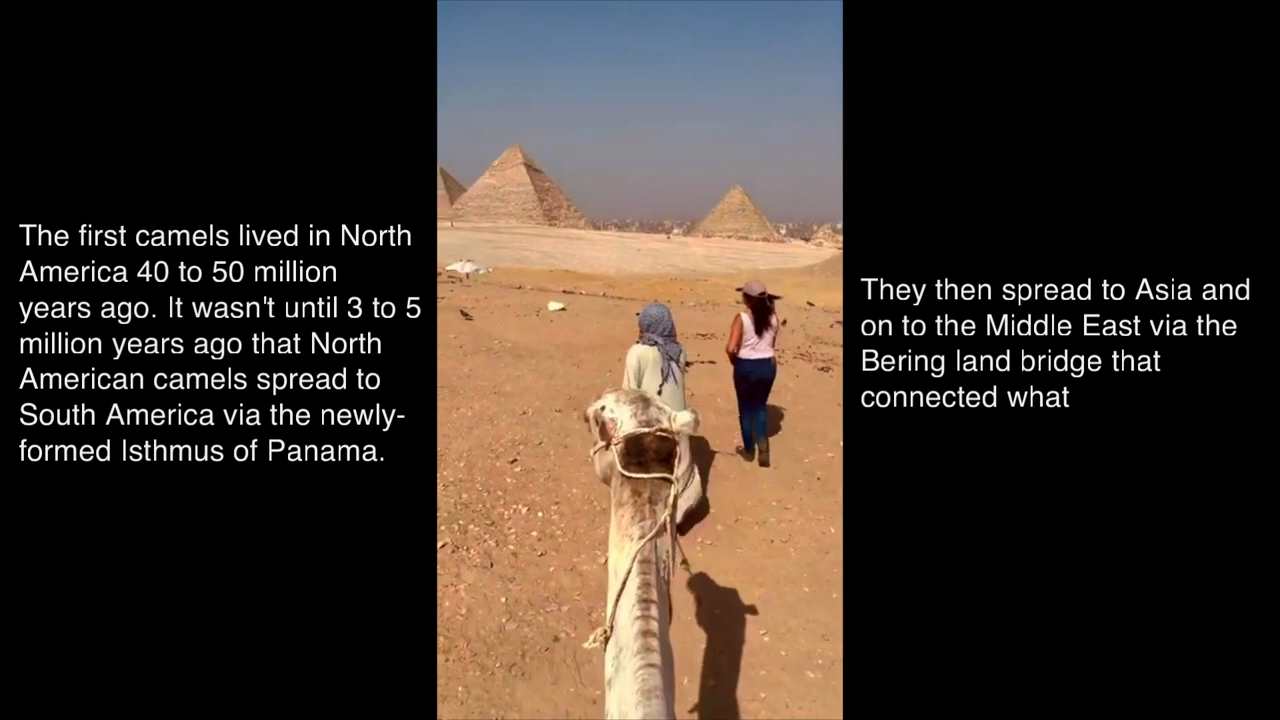 The first camels lived in North
America 40 to 50 million
years ago. It wasn't until 3 to 5
million years ago that North
American camels spread to
South America via the newly-
formed Isthmus of Panama.
They then spread to Asia and
on to the Middle East via the
Bering land bridge that
connected what